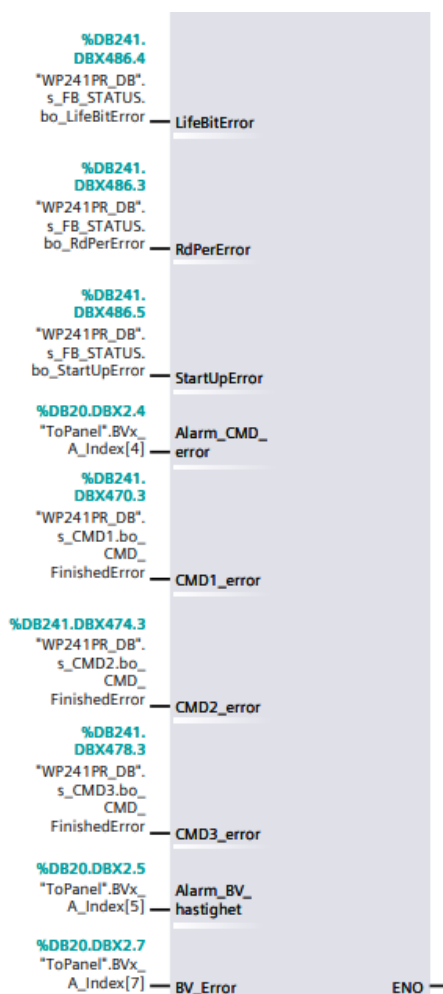 %DB241.
DBX486.4
"WP241PR_DB".
s_FB_STATUS.
bo_LifeBitError
LifeBitError
%DB241.
DBX486.3
"WP241PR_DB".
s_FB_STATUS.
bo_RdPerError
RdPerError
%DB241.
DBX486.5
"WP241PR_DB".
s_FB_STATUS.
bo_StartUpError
StartUpError
%DB20.DBX2.4
"ToPanel".BVx_
A_Index[4]
Alarm_CMD_
error
%DB241.
DBX470.3
"WP241PR_DB".
s_CMD1.bo_
CMD_
FinishedError
CMD1_error
%DB241.DBX474.3
"WP241PR_DB".
s_CMD2.bo_
CMD_
FinishedError
CMD2_error
%DB241.
DBX478.3
"WP241PR_DB".
s_CMD3.bo_
CMD_
FinishedError
CMD3_error
%DB20.DBX2.5
"ToPanel".BVx_
A_Index[5]
Alarm_BV_
hastighet
%DB20.DBX2.7
"ToPanel".BVx_
A_Index[7]
BV_Error
ENO